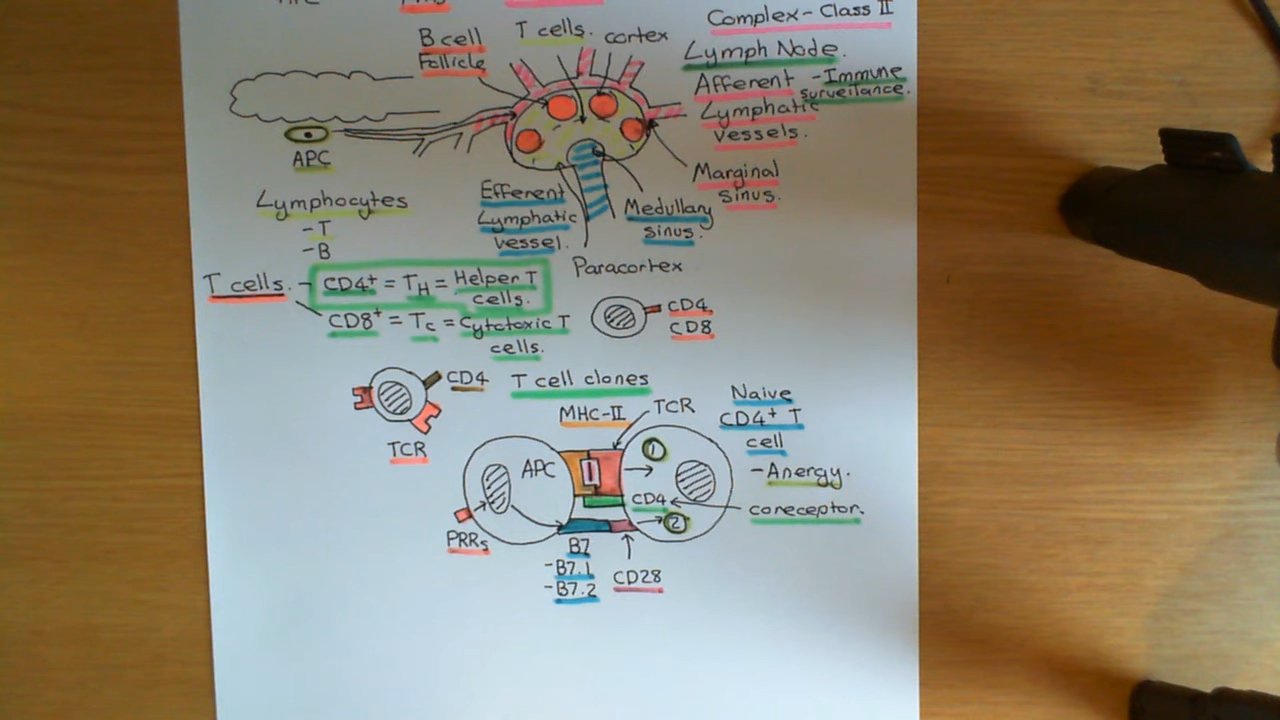 Complex - Class II
B cell
Follicle
T cells.
cortex
Lymph Node.
Afferent
Lymphatic
vessels.
- Immune
surveilance.
APC
Marginal
sinus.
Lymphocytes
- T
- B
Efferent
Lymphatic
vessel.
Medullary
sinus.
Paracortex
T cells. - CD4+ = TH = Helper T
cells.
CD8+ = Tc = Cytotoxic T
cells.
CD4,
CD8
CD4
TCR
T cell clones
MHC-II
TCR
Naive
CD4+ T
cell
- Anergy.
APC
1
CD4
coreceptor.
2
PRRs
B7
- B7.1
- B7.2
CD28